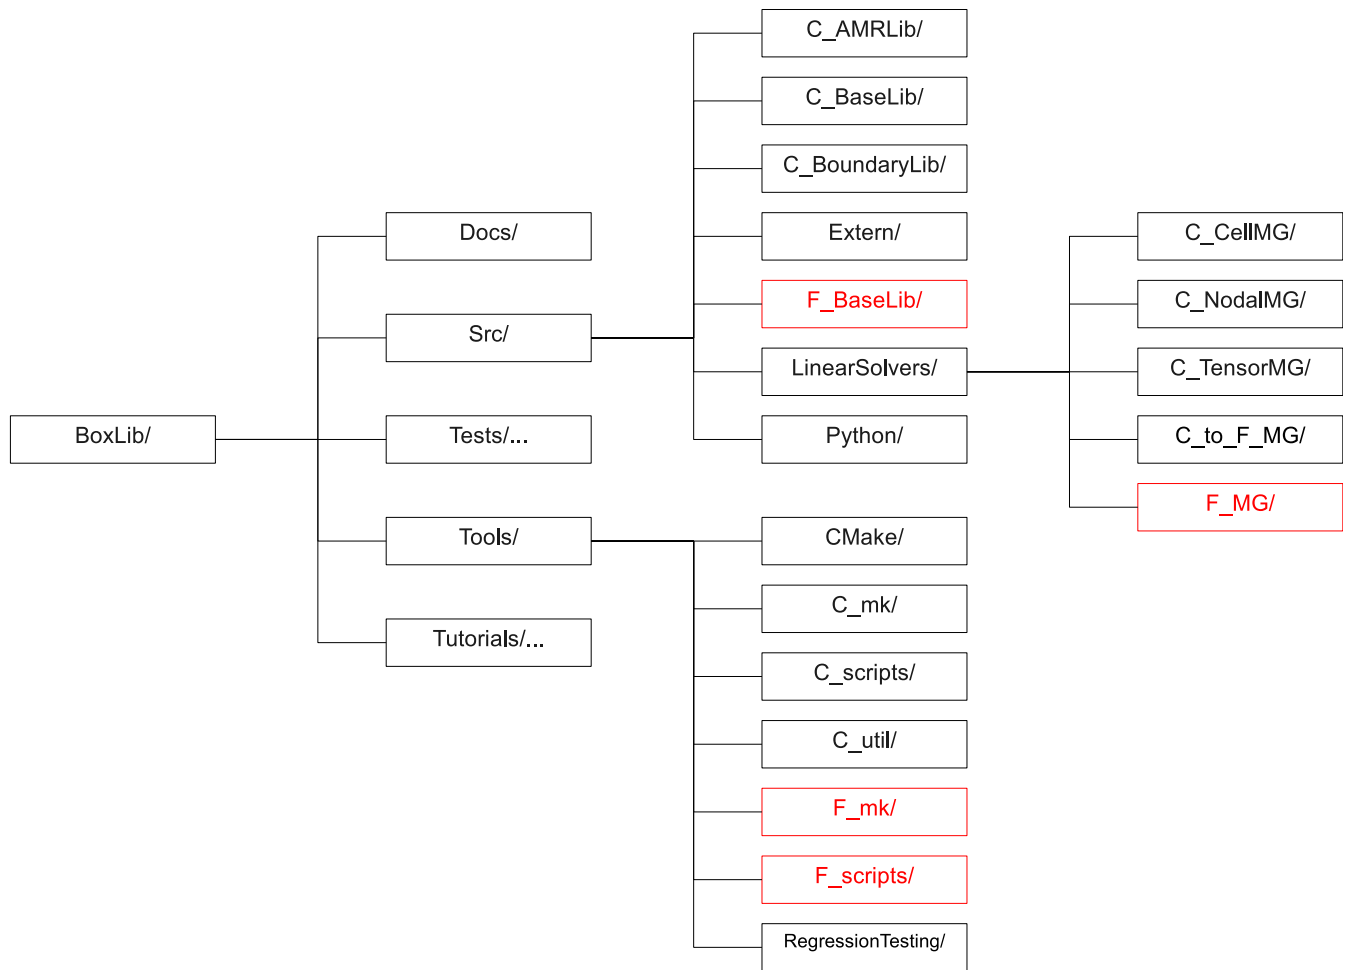 BoxLib/
Docs/
Src/
Tests/...
Tools/
Tutorials/...
C_AMRLib/
C_BaseLib/
C_BoundaryLib/
Extern/
F_BaseLib/
LinearSolvers/
Python/
CMake/
C_mk/
C_scripts/
C_util/
F_mk/
F_scripts/
RegressionTesting/
C_CellMG/
C_NodalMG/
C_TensorMG/
C_to_F_MG/
F_MG/